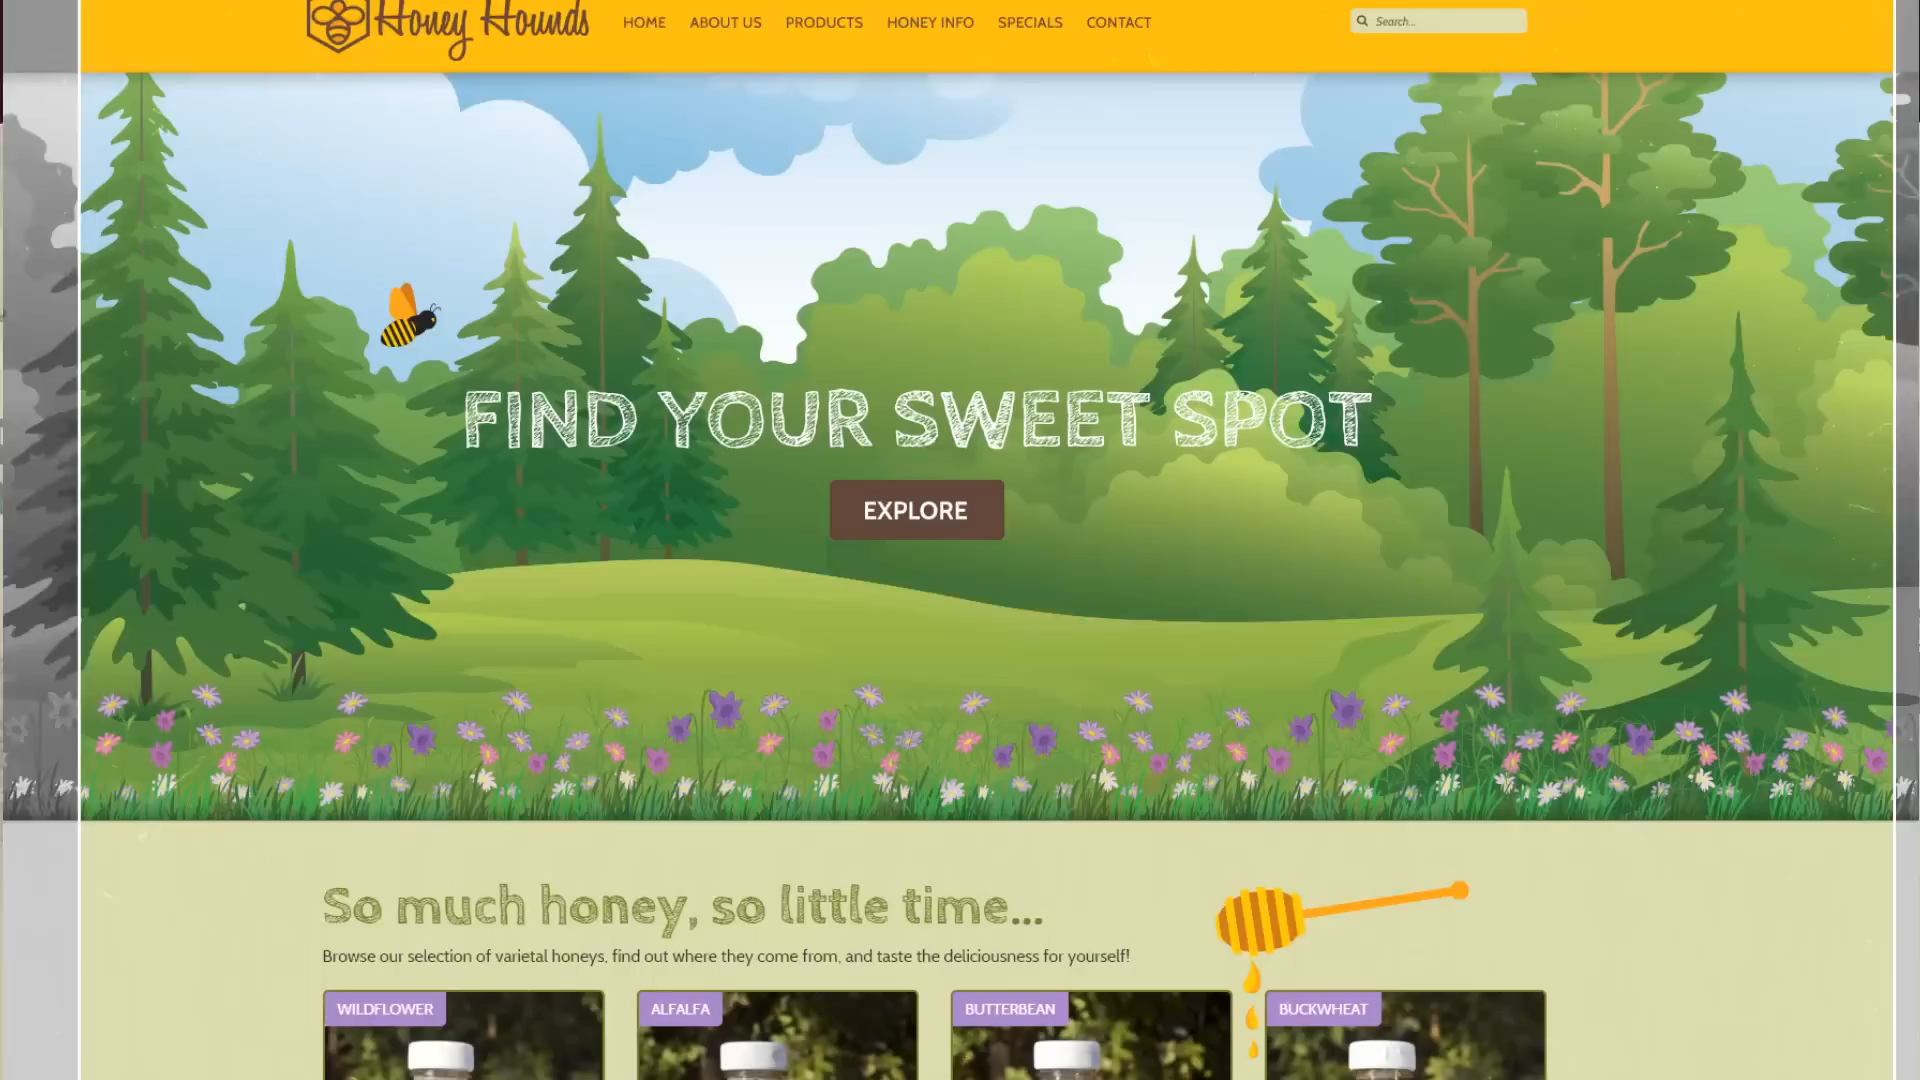 Honey Hounds
HOME ABOUT US PRODUCTS HONEY INFO SPECIALS CONTACT
Search...
FIND YOUR SWEET SPOT
EXPLORE
So much honey, so little time...
Browse our selection of varietal honeys, find out where they come from, and taste the deliciousness for yourself!
WILDFLOWER ALFALFA BUTTERBEAN BUCKWHEAT